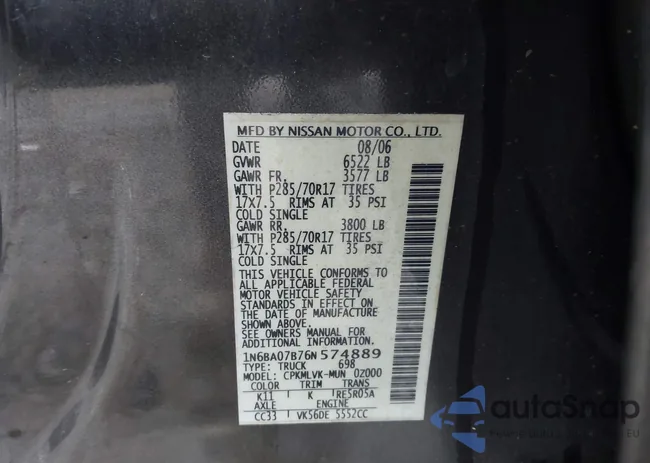 MFD BY NISSAN MOTOR CO., LTD.
DATE 08/06
GVWR 6522 LB
GAWR FR. 3577 LB
WITH P285/70R17 TIRES
17X7.5 RIMS AT 35 PSI
COLD SINGLE
GAWR RR. 3800 LB
WITH P285/70R17 TIRES
17X7.5 RIMS AT 35 PSI
COLD SINGLE
THIS VEHICLE CONFORMS TO
ALL APPLICABLE FEDERAL
MOTOR VEHICLE SAFETY
STANDARDS IN EFFECT ON
THE DATE OF MANUFACTURE
SHOWN ABOVE.
SEE OWNERS MANUAL FOR
ADDITIONAL INFORMATION.
1N6BA07B76N574889
TYPE: TRUCK 698
MODEL: CPKMLVK-MUN 0Z000
COLOR TRIM TRANS
K11 K RE5R05A
AXLE ENGINE
CC33 VK56DE 5552CC
autoSnap